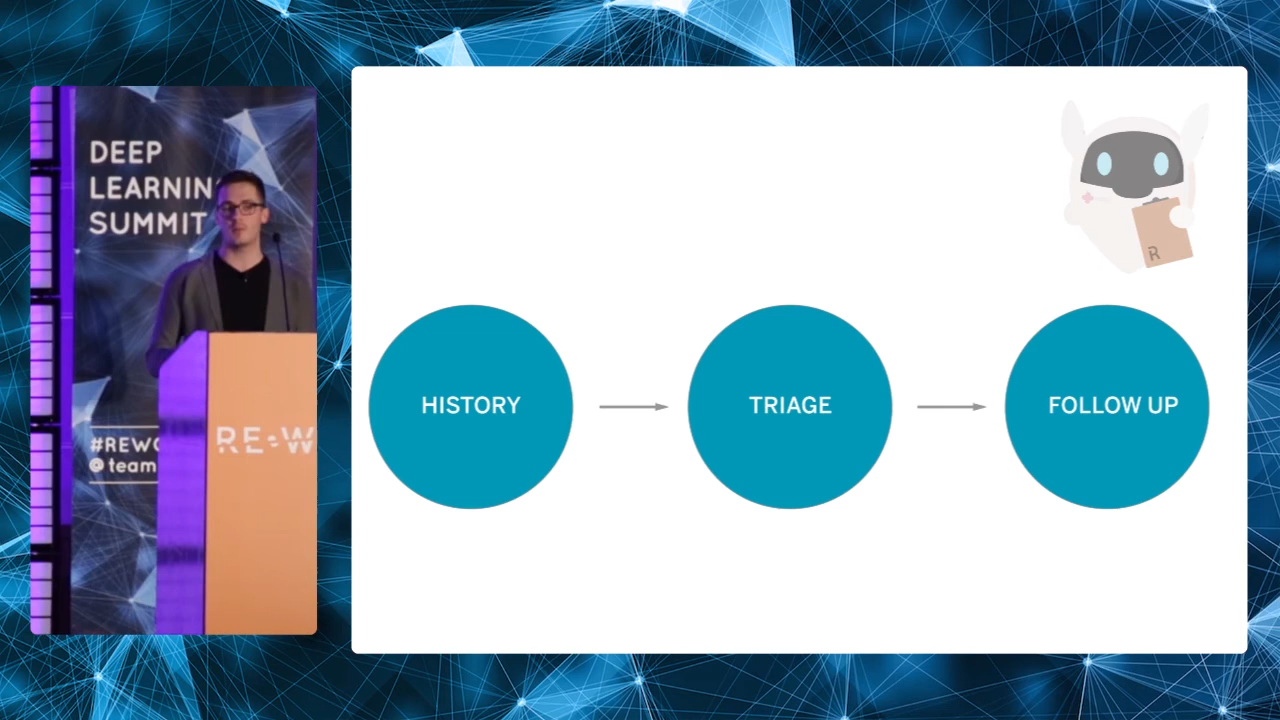 DEEP
LEARNIN
SUMMIT
#REWO
@team
RE•W
HISTORY
TRIAGE
FOLLOW UP
R